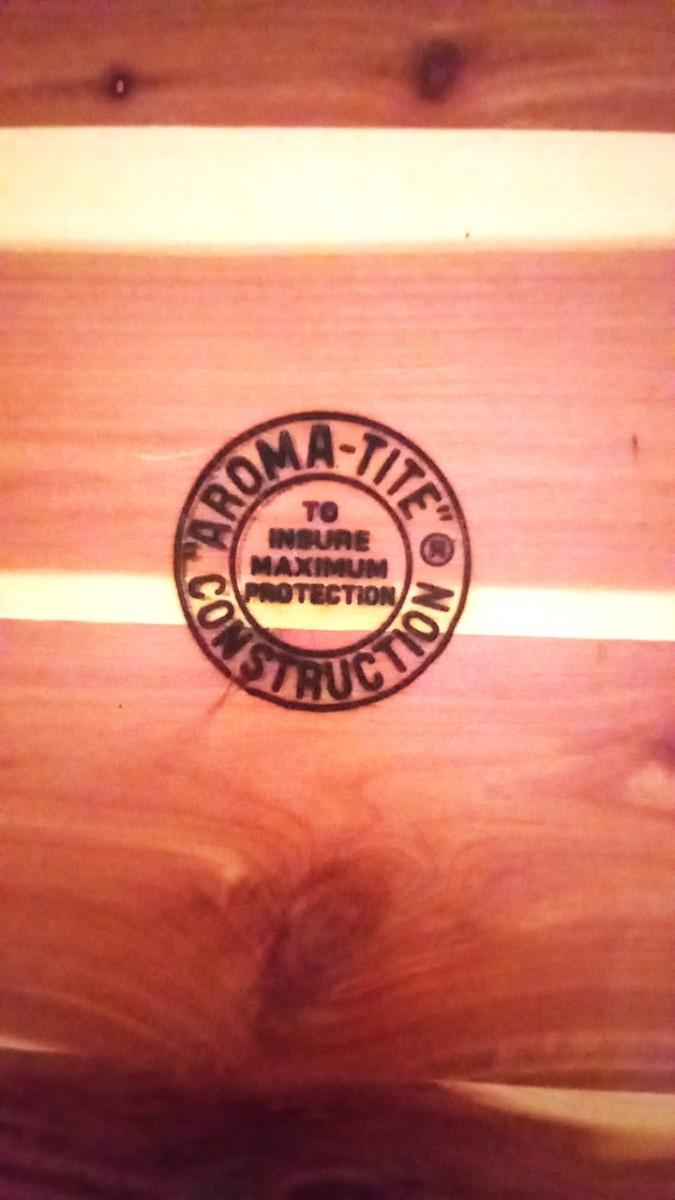 "AROMA-TITE" ®
CONSTRUCTION
TO
INSURE
MAXIMUM
PROTECTION